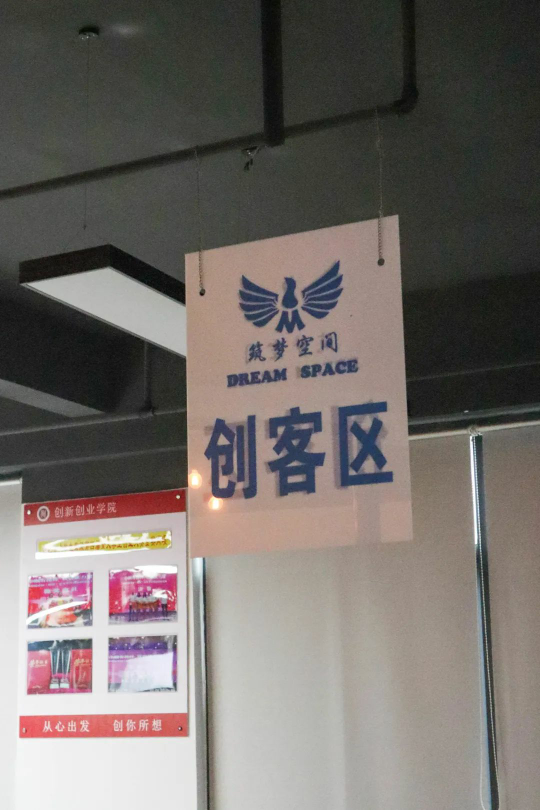 筑梦空间
DREAM SPACE
创客区
创新创业学院
从心出发 创你所想